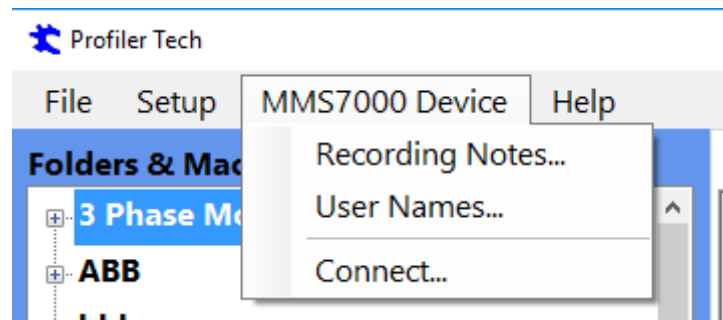 Profiler Tech
File Setup MMS7000 Device Help
Folders & Mac
Recording Notes...
3 Phase Mo
User Names...
ABB
Connect...